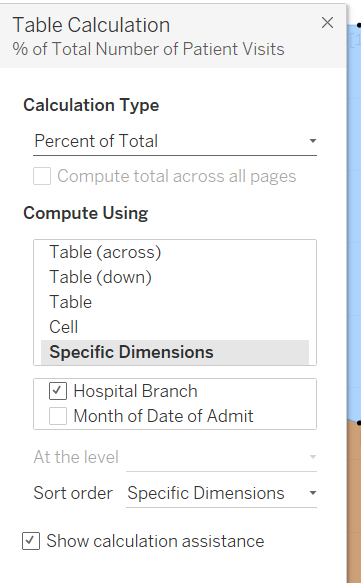 Table Calculation
% of Total Number of Patient Visits
Calculation Type
Percent of Total
Compute total across all pages
Compute Using
Table (across)
Table (down)
Table
Cell
Specific Dimensions
Hospital Branch
Month of Date of Admit
At the level
Sort order Specific Dimensions
Show calculation assistance